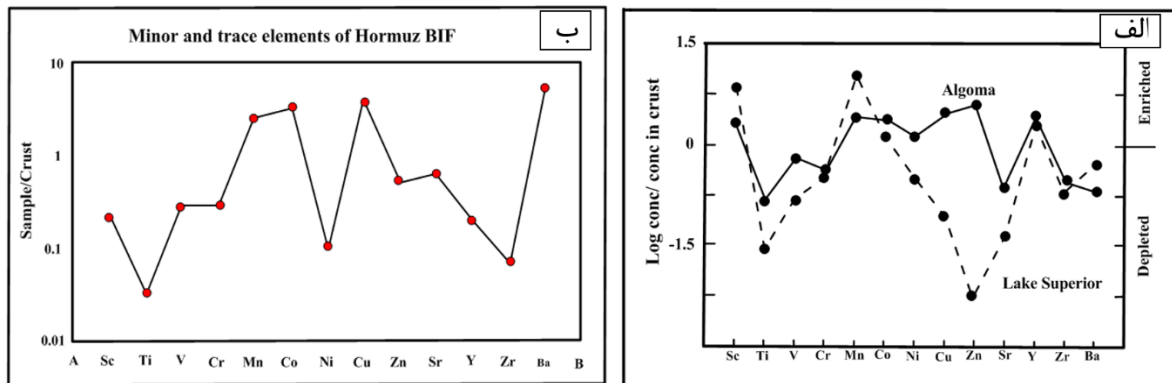 Minor and trace elements of Hormuz BIF
ب
Sample/Crust
10
1
0.1
0.01
A Sc Ti V Cr Mn Co Ni Cu Zn Sr Y Zr Ba B
الف
Log conc/ conc in crust
1.5
0
-1.5
Algoma
Lake Superior
Enriched
Depleted
Sc Ti V Cr Mn Co Ni Cu Zn Sr Y Zr Ba